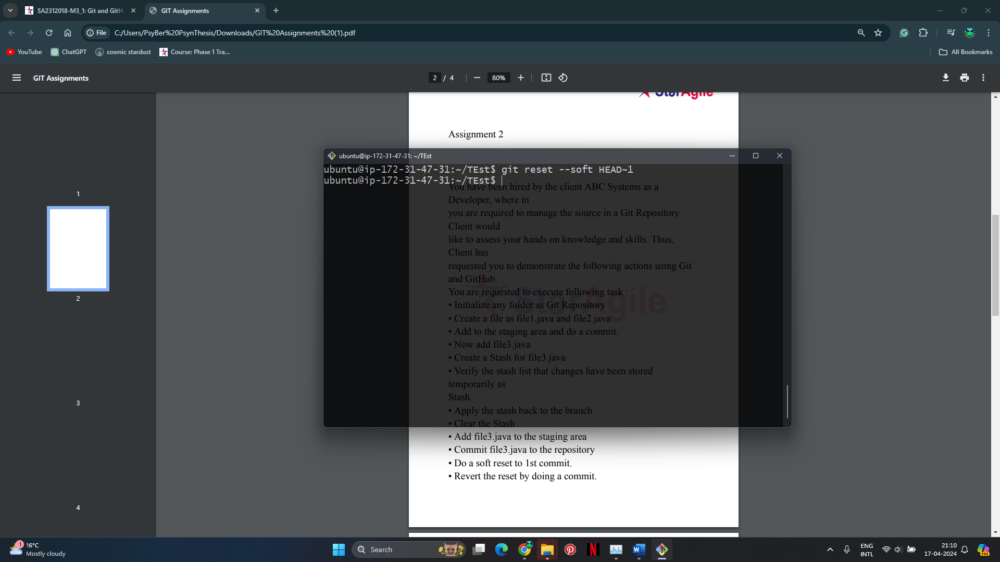 SA2312018-M3_1: Git and GitH
GIT Assignments
File
C:/Users/PsyBer%20PsynThesis/Downloads/GIT%20Assignments%20(1).pdf
YouTube
ChatGPT
cosmic stardust
Course: Phase 1 Tra...
All Bookmarks
GIT Assignments
2 / 4
80%
1
2
3
4
StarAgile
Assignment 2
ubuntu@ip-172-31-47-31: ~/TEst
ubuntu@ip-172-31-47-31:~/TEst$ git reset --soft HEAD~1
ubuntu@ip-172-31-47-31:~/TEst$
You have been hired by the client ABC Systems as a
Developer, where in
you are required to manage the source in a Git Repository.
Client would
like to assess your hands on knowledge and skills. Thus,
Client has
requested you to demonstrate the following actions using Git
and GitHub.
You are requested to execute following task :
• Initialize any folder as Git Repository
• Create a file as file1.java and file2.java
• Add to the staging area and do a commit.
• Now add file3.java
• Create a Stash for file3.java
• Verify the stash list that changes have been stored
temporarily as
Stash.
• Apply the stash back to the branch
• Clear the Stash
• Add file3.java to the staging area
• Commit file3.java to the repository
• Do a soft reset to 1st commit.
• Revert the reset by doing a commit.
StarAgile
1
16°C
Mostly cloudy
Search
ENG
INTL
21:10
17-04-2024
PRE